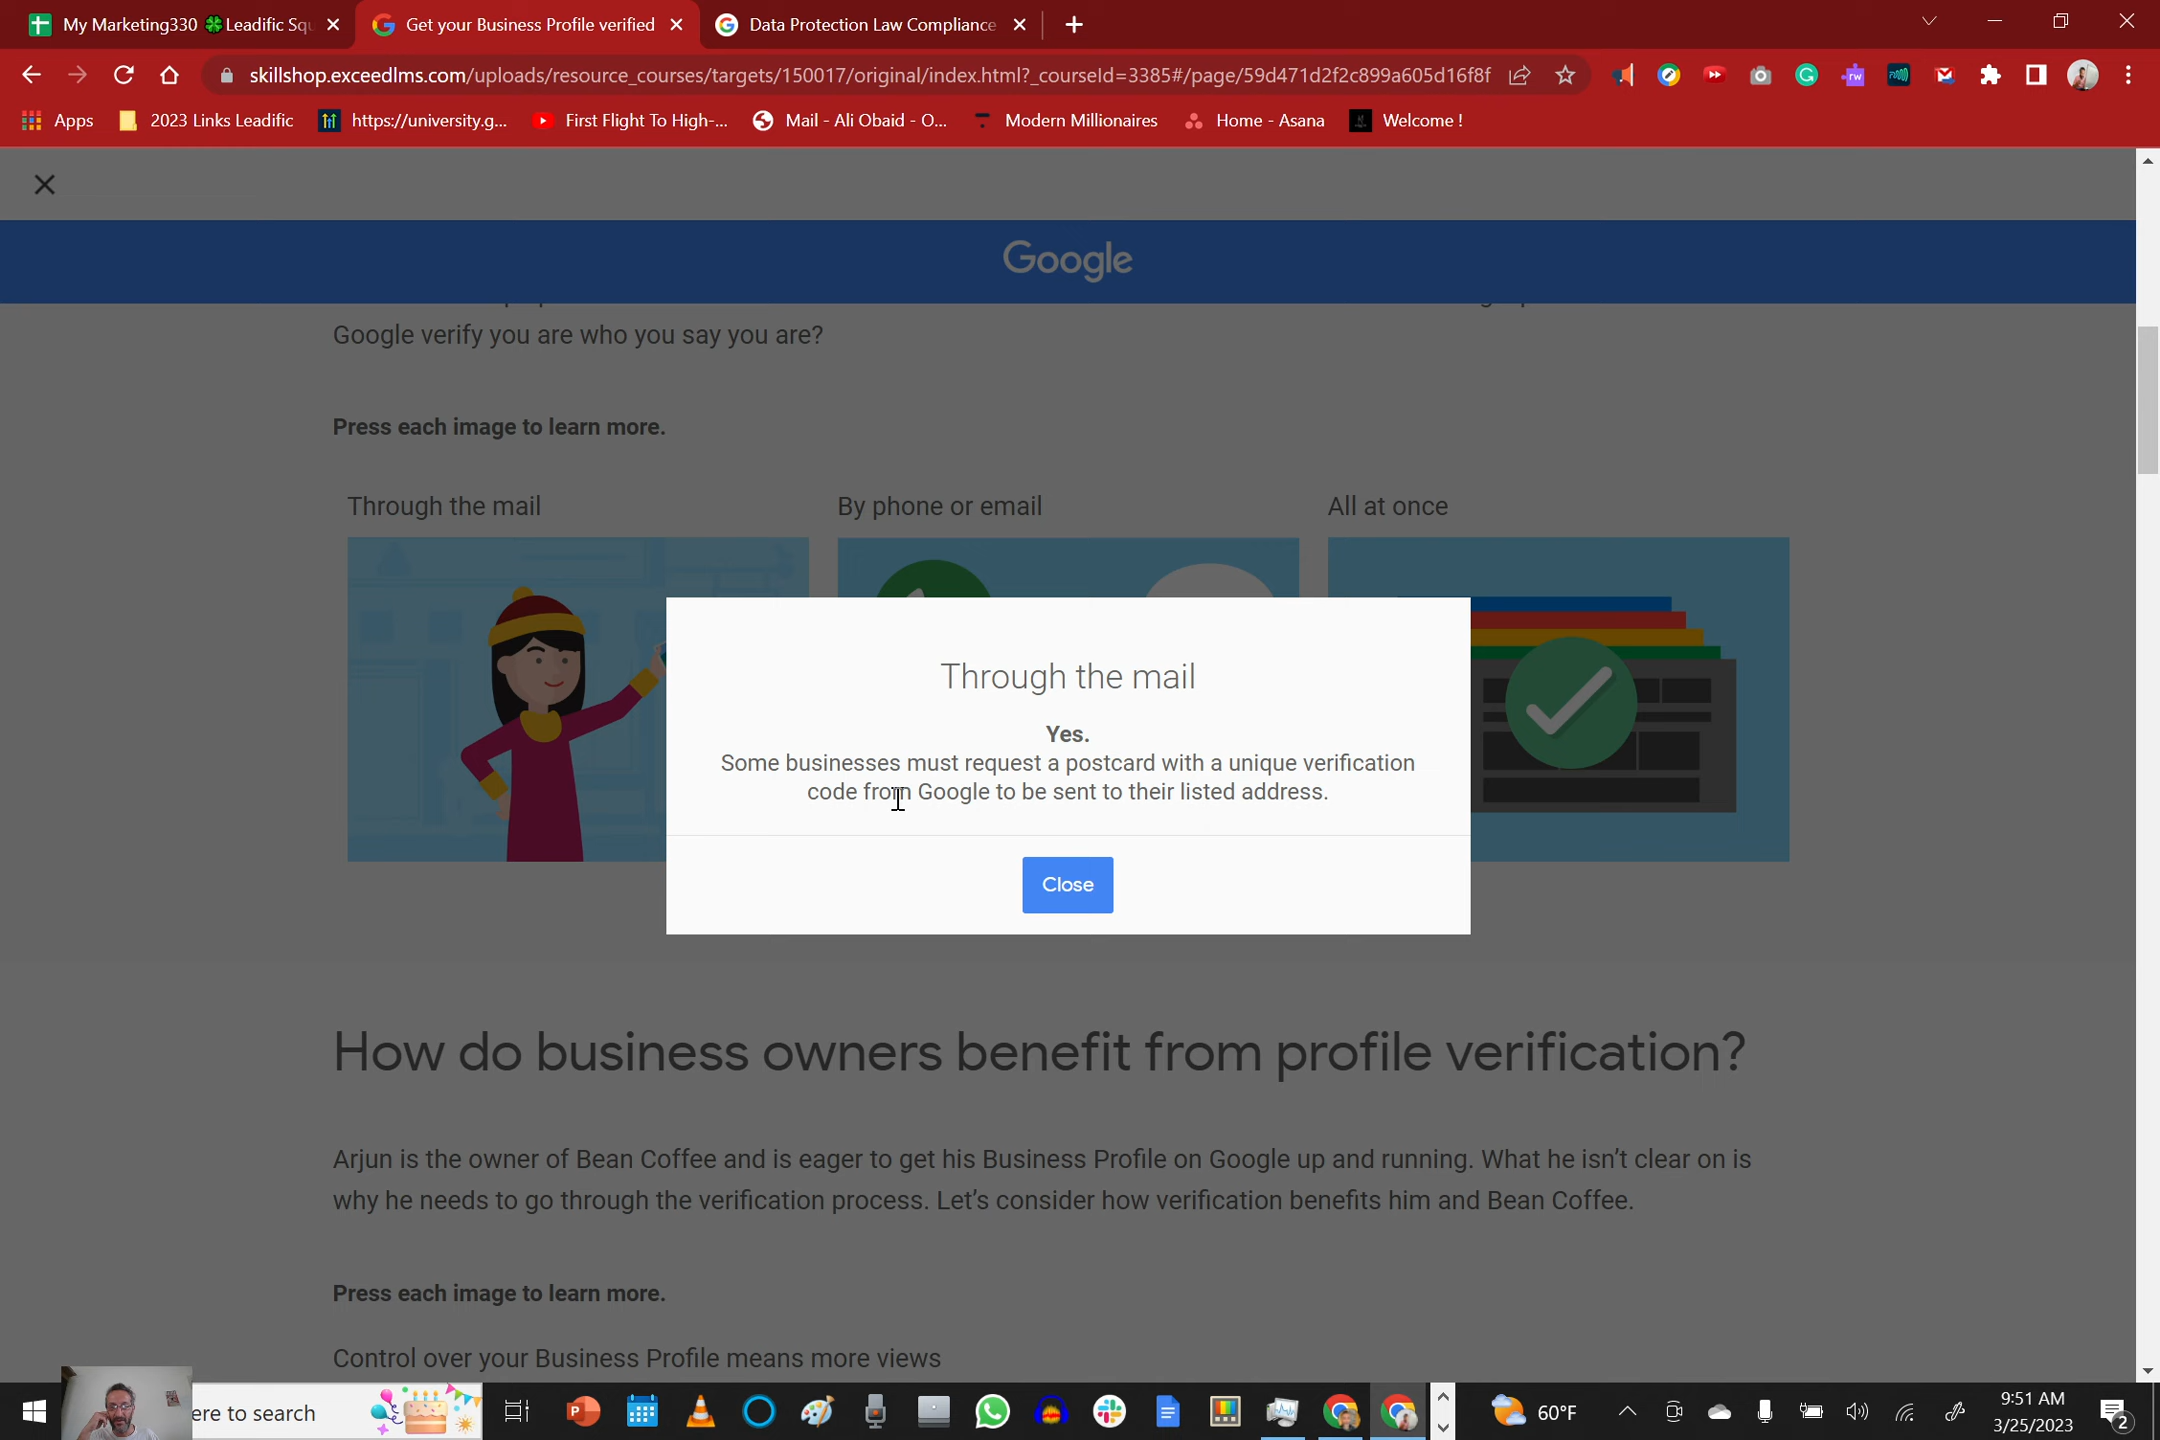 My Marketing330 🍀Leadific Squ
Get your Business Profile verified
Data Protection Law Compliance
skillshop.exceedlms.com/uploads/resource_courses/targets/150017/original/index.html?_courseId=3385#/page/59d471d2f2c899a605d16f8f
Apps
2023 Links Leadific
https://university.g...
First Flight To High-...
Mail - Ali Obaid - O...
Modern Millionaires
Home - Asana
Welcome !
Google
Google verify you are who you say you are?
Press each image to learn more.
Through the mail
By phone or email
All at once
Through the mail
Yes.
Some businesses must request a postcard with a unique verification
code from Google to be sent to their listed address.
Close
How do business owners benefit from profile verification?
Arjun is the owner of Bean Coffee and is eager to get his Business Profile on Google up and running. What he isn't clear on is
why he needs to go through the verification process. Let's consider how verification benefits him and Bean Coffee.
Press each image to learn more.
Control over your Business Profile means more views
ere to search
60°F
9:51 AM
3/25/2023
2